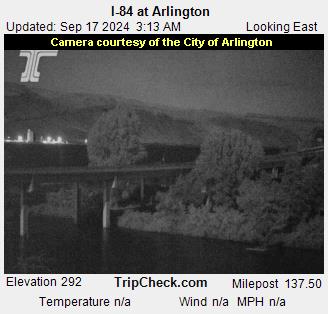 I-84 at Arlington
Updated: Sep 17 2024 3:13 AM Looking East
Camera courtesy of the City of Arlington
Elevation 292 TripCheck.com Milepost 137.50
Temperature n/a Wind n/a MPH n/a